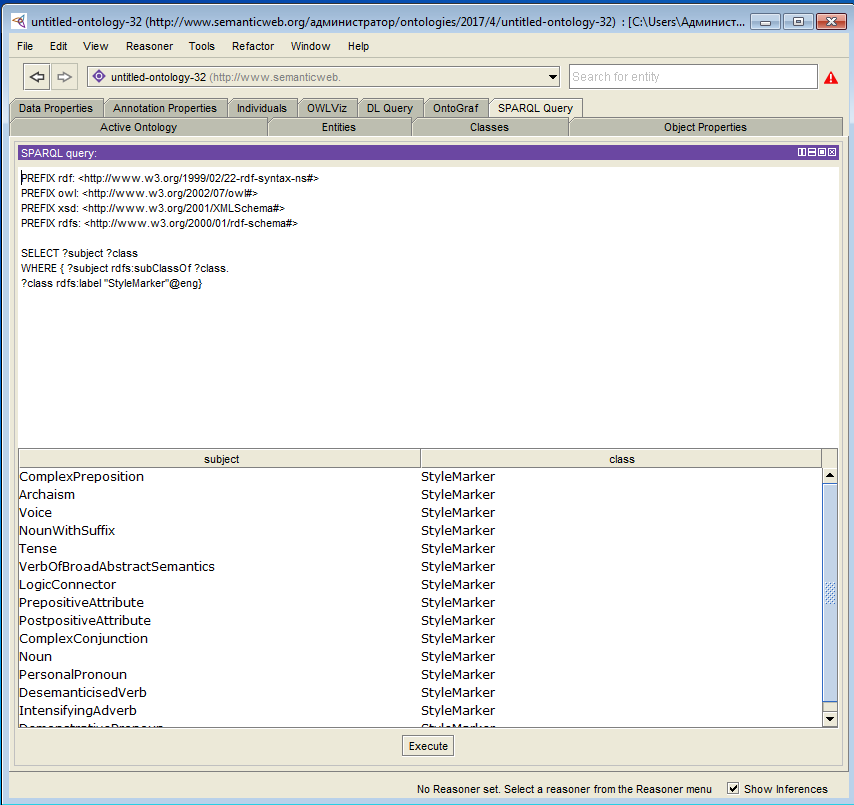 untitled-ontology-32 (http://www.semanticweb.org/администратор/ontologies/2017/4/untitled-ontology-32) : [C:\Users\Админист...
File Edit View Reasoner Tools Refactor Window Help
untitled-ontology-32 (http://www.semanticweb.
Search for entity
Data Properties Annotation Properties Individuals OWLViz DL Query OntoGraf SPARQL Query
Active Ontology Entities Classes Object Properties
SPARQL query:
PREFIX rdf: <http://www.w3.org/1999/02/22-rdf-syntax-ns#>
PREFIX owl: <http://www.w3.org/2002/07/owl#>
PREFIX xsd: <http://www.w3.org/2001/XMLSchema#>
PREFIX rdfs: <http://www.w3.org/2000/01/rdf-schema#>
SELECT ?subject ?class
WHERE { ?subject rdfs:subClassOf ?class.
?class rdfs:label "StyleMarker"@eng}
subject class
ComplexPreposition StyleMarker
Archaism StyleMarker
Voice StyleMarker
NounWithSuffix StyleMarker
Tense StyleMarker
VerbOfBroadAbstractSemantics StyleMarker
LogicConnector StyleMarker
PrepositiveAttribute StyleMarker
PostpositiveAttribute StyleMarker
ComplexConjunction StyleMarker
Noun StyleMarker
PersonalPronoun StyleMarker
DesemanticisedVerb StyleMarker
IntensifyingAdverb StyleMarker
DemonstrativePronoun StyleMarker
Execute
No Reasoner set. Select a reasoner from the Reasoner menu Show Inferences